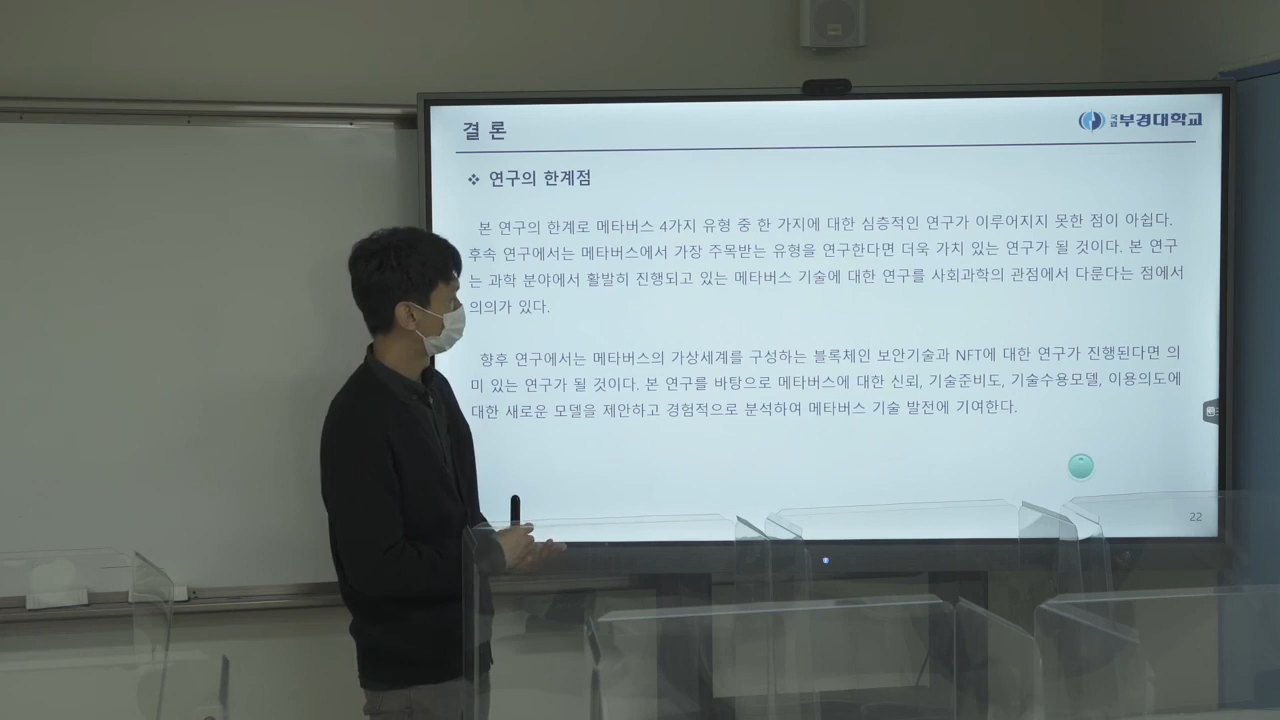 결 론
국립부경대학교
❖ 연구의 한계점
본 연구의 한계로 메타버스 4가지 유형 중 한 가지에 대한 심층적인 연구가 이루어지지 못한 점이 아쉽다.
후속 연구에서는 메타버스에서 가장 주목받는 유형을 연구한다면 더욱 가치 있는 연구가 될 것이다. 본 연구
는 과학 분야에서 활발히 진행되고 있는 메타버스 기술에 대한 연구를 사회과학의 관점에서 다룬다는 점에서
의의가 있다.
향후 연구에서는 메타버스의 가상세계를 구성하는 블록체인 보안기술과 NFT에 대한 연구가 진행된다면 의
미 있는 연구가 될 것이다. 본 연구를 바탕으로 메타버스에 대한 신뢰, 기술준비도, 기술수용모델, 이용의도에
대한 새로운 모델을 제안하고 경험적으로 분석하여 메타버스 기술 발전에 기여한다.
22